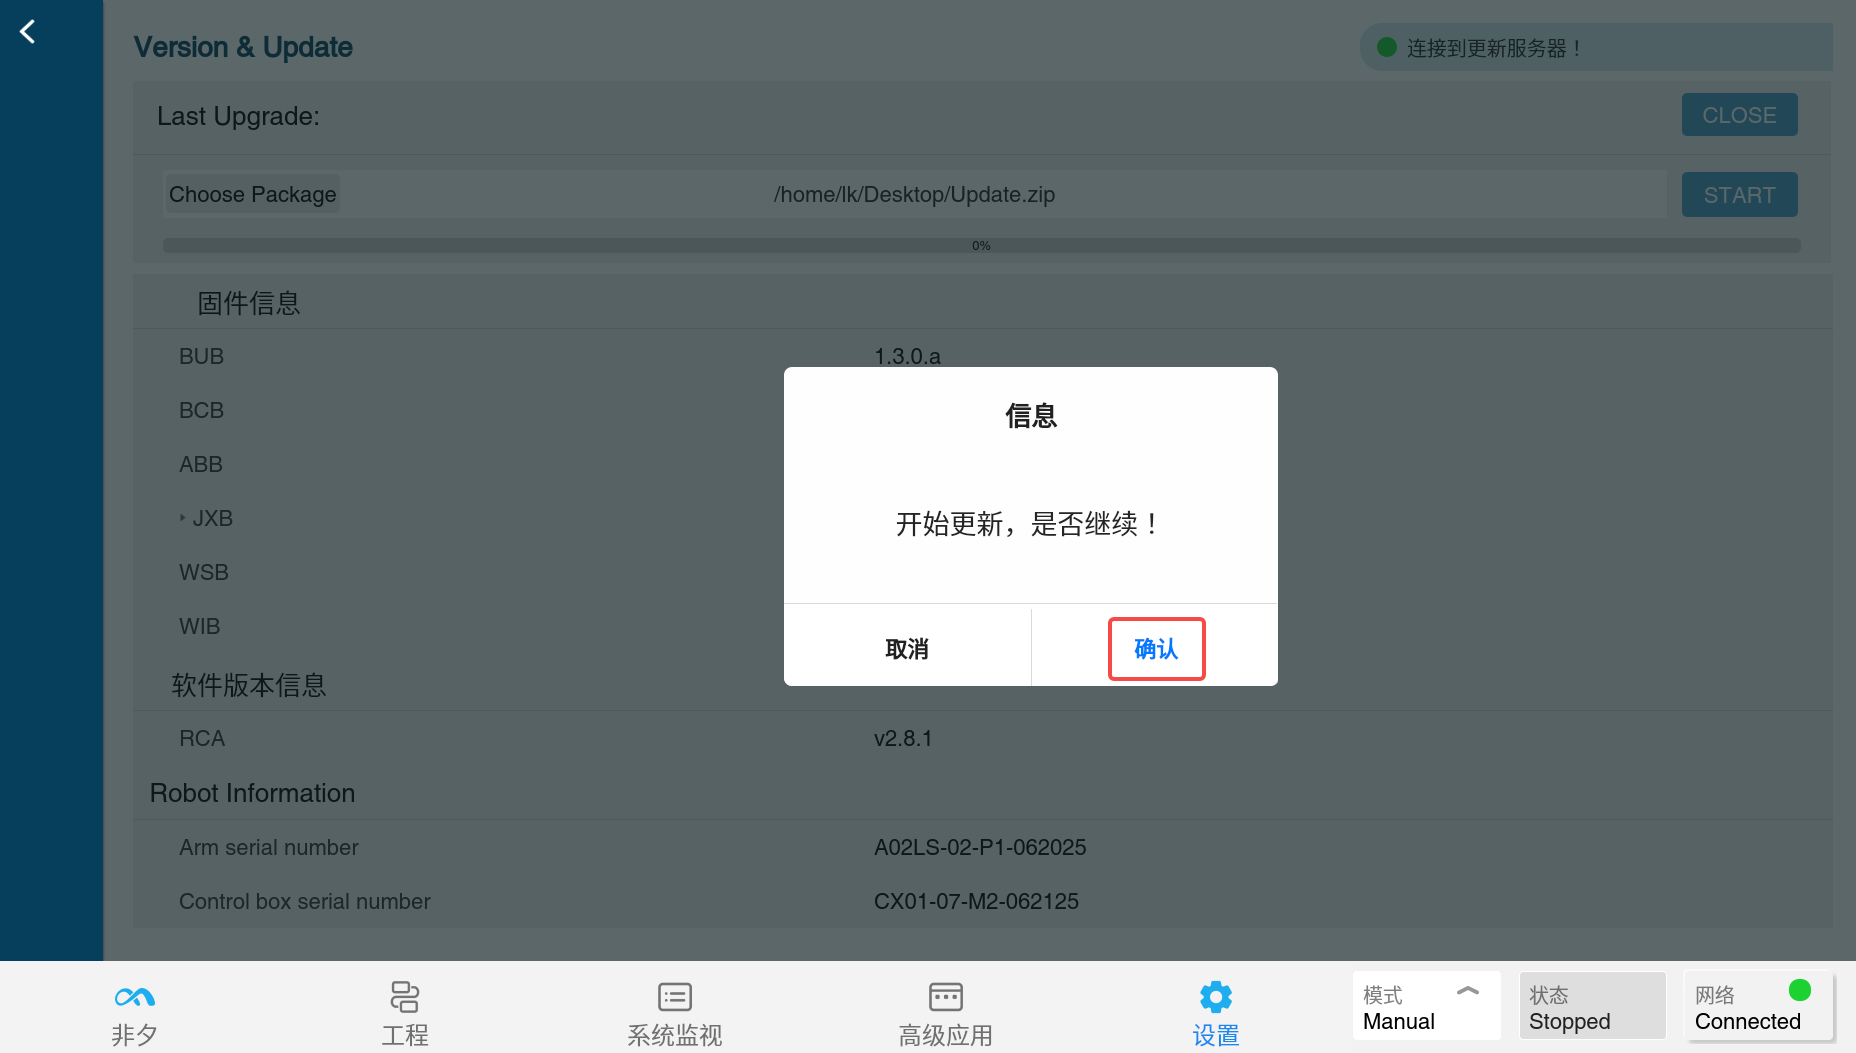 Version & Update
连接到更新服务器！
Last Upgrade:
CLOSE
Choose Package
/home/lk/Desktop/Update.zip
START
0%
固件信息
BUB
1.3.0.a
BCB
ABB
JXB
WSB
WIB
信息
开始更新，是否继续！
取消
确认
软件版本信息
RCA
v2.8.1
Robot Information
Arm serial number
A02LS-02-P1-062025
Control box serial number
CX01-07-M2-062125
非夕
工程
系统监视
高级应用
设置
模式
Manual
状态
Stopped
网络
Connected